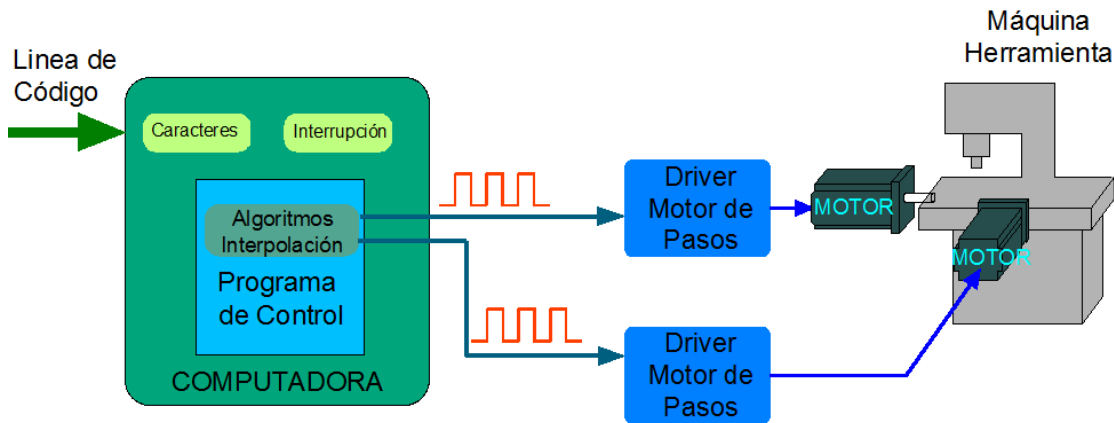 Máquina
Herramienta
Linea de
Código
Caracteres
Interrupción
Algoritmos
Interpolación
Programa
de Control
COMPUTADORA
Driver
Motor de
Pasos
MOTOR
MOTOR
Driver
Motor de
Pasos